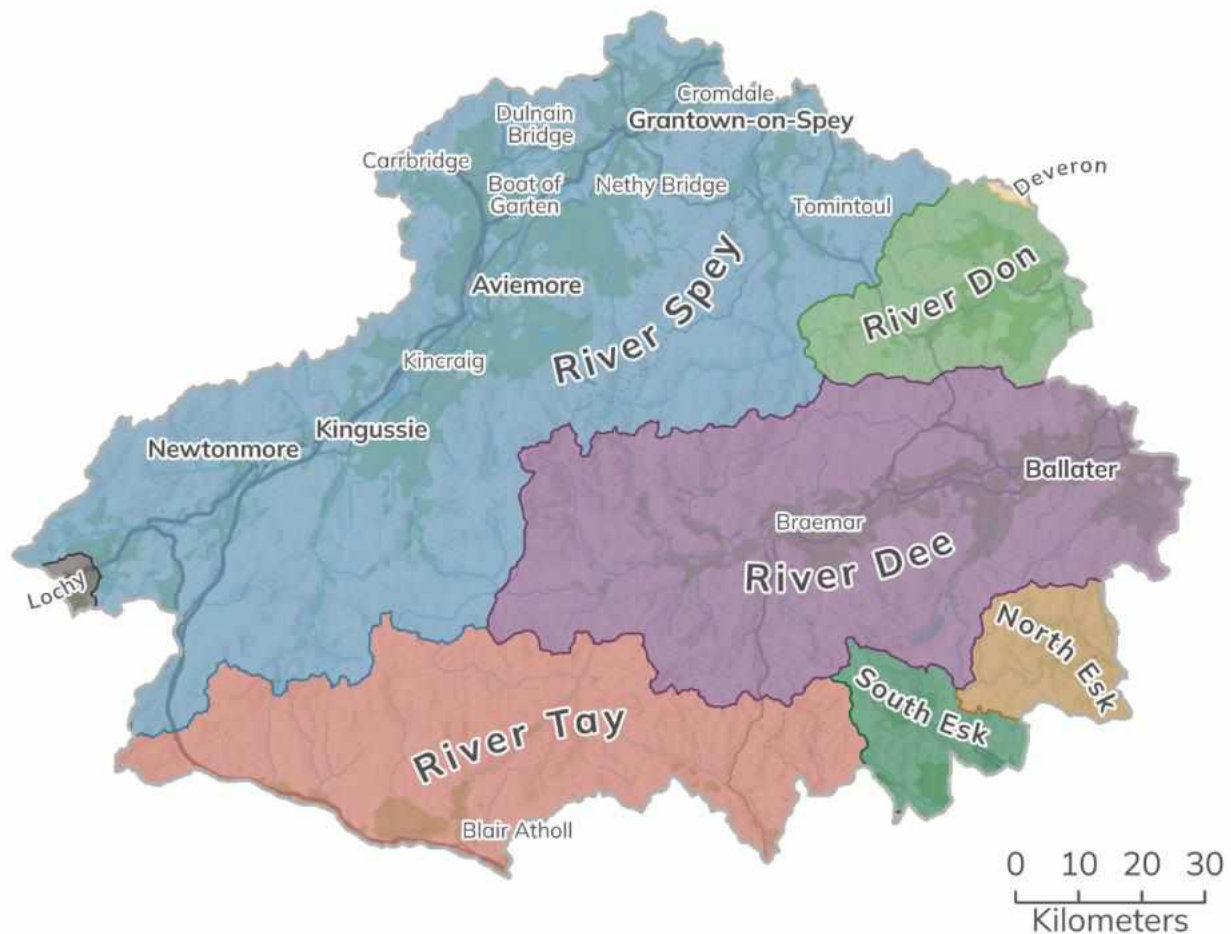 Cromdale
Dulnain
Bridge
Grantown-on-Spey
Carrbridge
Boat of
Garten
Nethy Bridge
Deveron
Tomintoul
River Spey
River Don
Aviemore
Kincraig
Kingussie
Newtonmore
Ballater
Braemar
River Dee
Lochy
North Esk
South Esk
River Tay
Blair Atholl
0 10 20 30
Kilometers